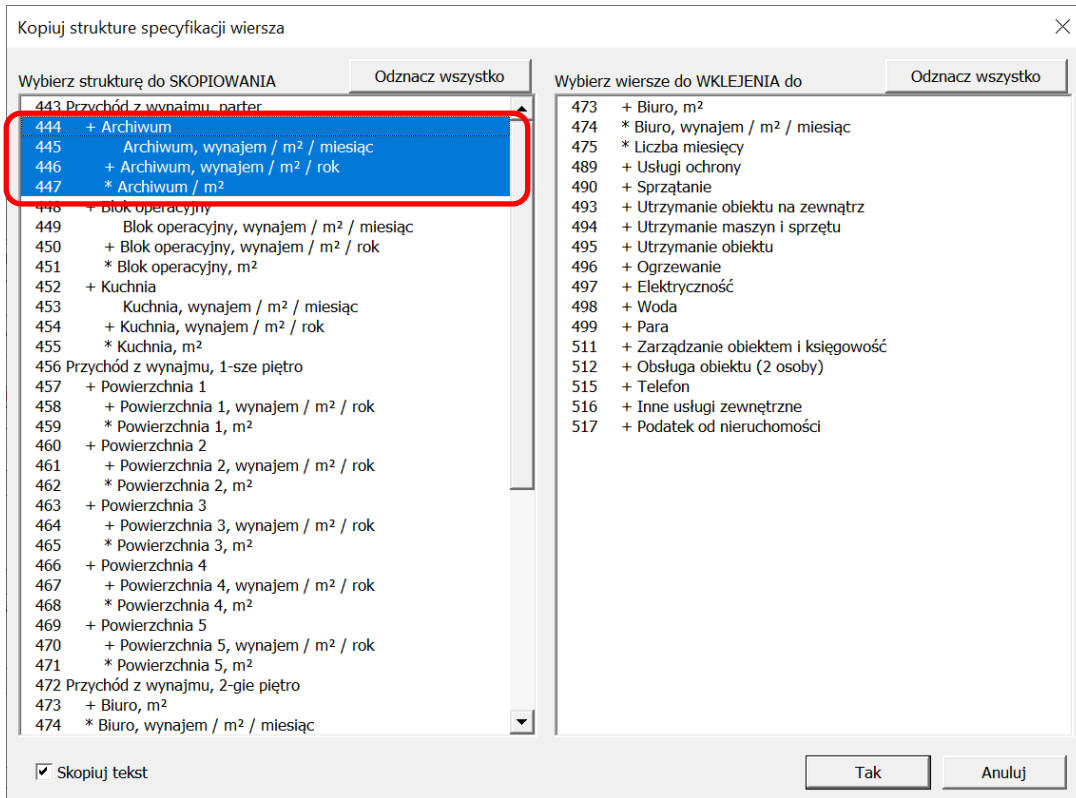 Kopiuj strukture specyfikacji wiersza
Wybierz strukturę do SKOPIOWANIA
Odznacz wszystko
443 Przychód z wynajmu, parter
444 + Archiwum
445 Archiwum, wynajem / m² / miesiąc
446 + Archiwum, wynajem / m² / rok
447 * Archiwum / m²
448 + Blok operacyjny
449 Blok operacyjny, wynajem / m² / miesiąc
450 + Blok operacyjny, wynajem / m² / rok
451 * Blok operacyjny, m²
452 + Kuchnia
453 Kuchnia, wynajem / m² / miesiąc
454 + Kuchnia, wynajem / m² / rok
455 * Kuchnia, m²
456 Przychód z wynajmu, 1-sze piętro
457 + Powierzchnia 1
458 + Powierzchnia 1, wynajem / m² / rok
459 * Powierzchnia 1, m²
460 + Powierzchnia 2
461 + Powierzchnia 2, wynajem / m² / rok
462 * Powierzchnia 2, m²
463 + Powierzchnia 3
464 + Powierzchnia 3, wynajem / m² / rok
465 * Powierzchnia 3, m²
466 + Powierzchnia 4
467 + Powierzchnia 4, wynajem / m² / rok
468 * Powierzchnia 4, m²
469 + Powierzchnia 5
470 + Powierzchnia 5, wynajem / m² / rok
471 * Powierzchnia 5, m²
472 Przychód z wynajmu, 2-gie piętro
473 + Biuro, m²
474 * Biuro, wynajem / m² / miesiąc
Wybierz wiersze do WKLEJENIA do
Odznacz wszystko
473 + Biuro, m²
474 * Biuro, wynajem / m² / miesiąc
475 * Liczba miesięcy
489 + Usługi ochrony
490 + Sprzątanie
493 + Utrzymanie obiektu na zewnątrz
494 + Utrzymanie maszyn i sprzętu
495 + Utrzymanie obiektu
496 + Ogrzewanie
497 + Elektryczność
498 + Woda
499 + Para
511 + Zarządzanie obiektem i księgowość
512 + Obsługa obiektu (2 osoby)
515 + Telefon
516 + Inne usługi zewnętrzne
517 + Podatek od nieruchomości
Skopiuj tekst
Tak
Anuluj